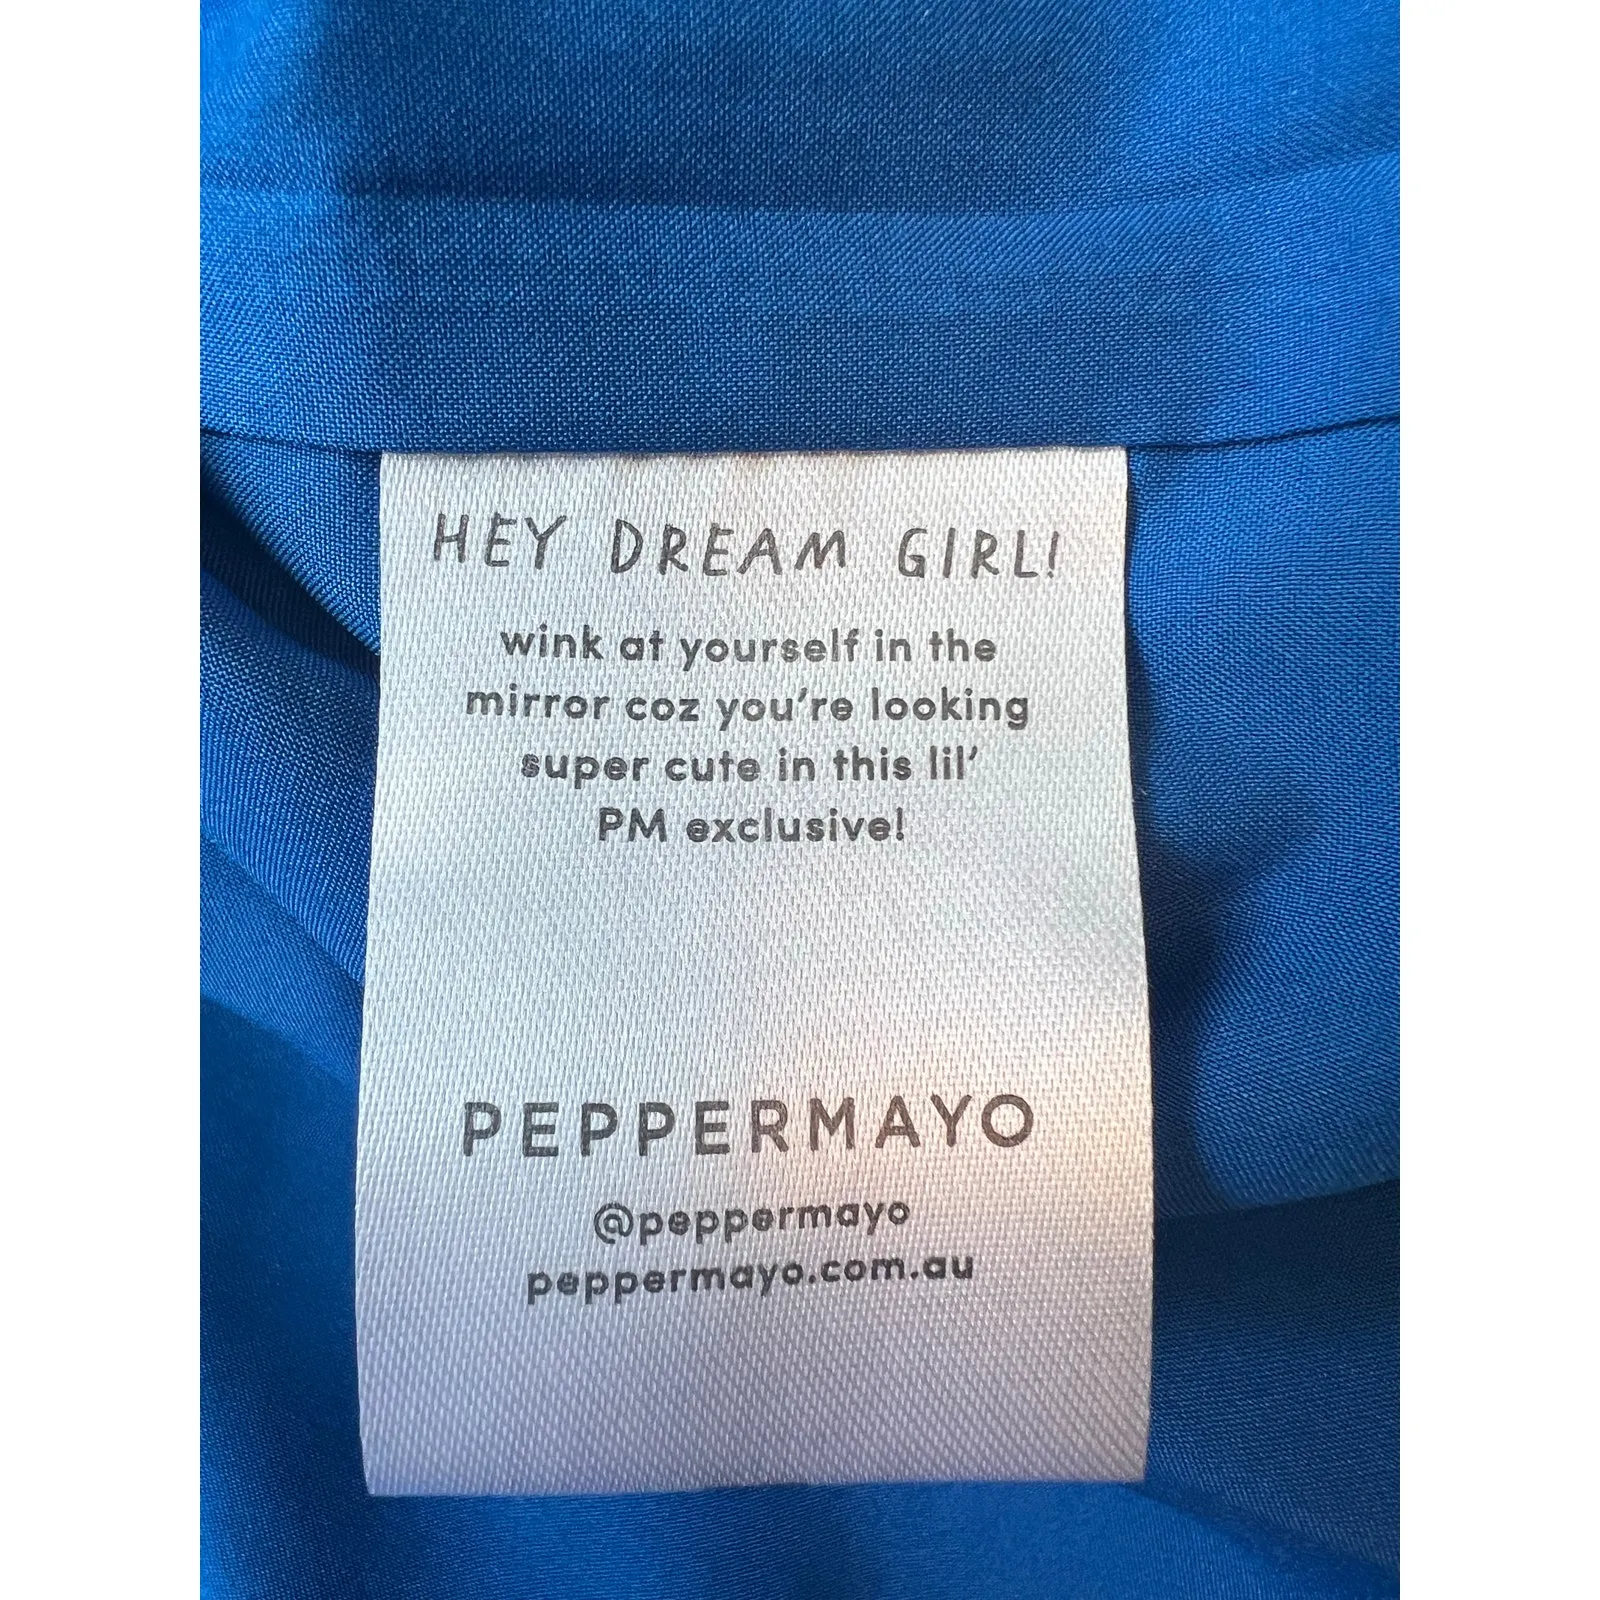 HEY DREAM GIRL!
wink at yourself in the
mirror coz you're looking
super cute in this lil'
PM exclusive!
PEPPERMAYO
@peppermayo
peppermayo.com.au